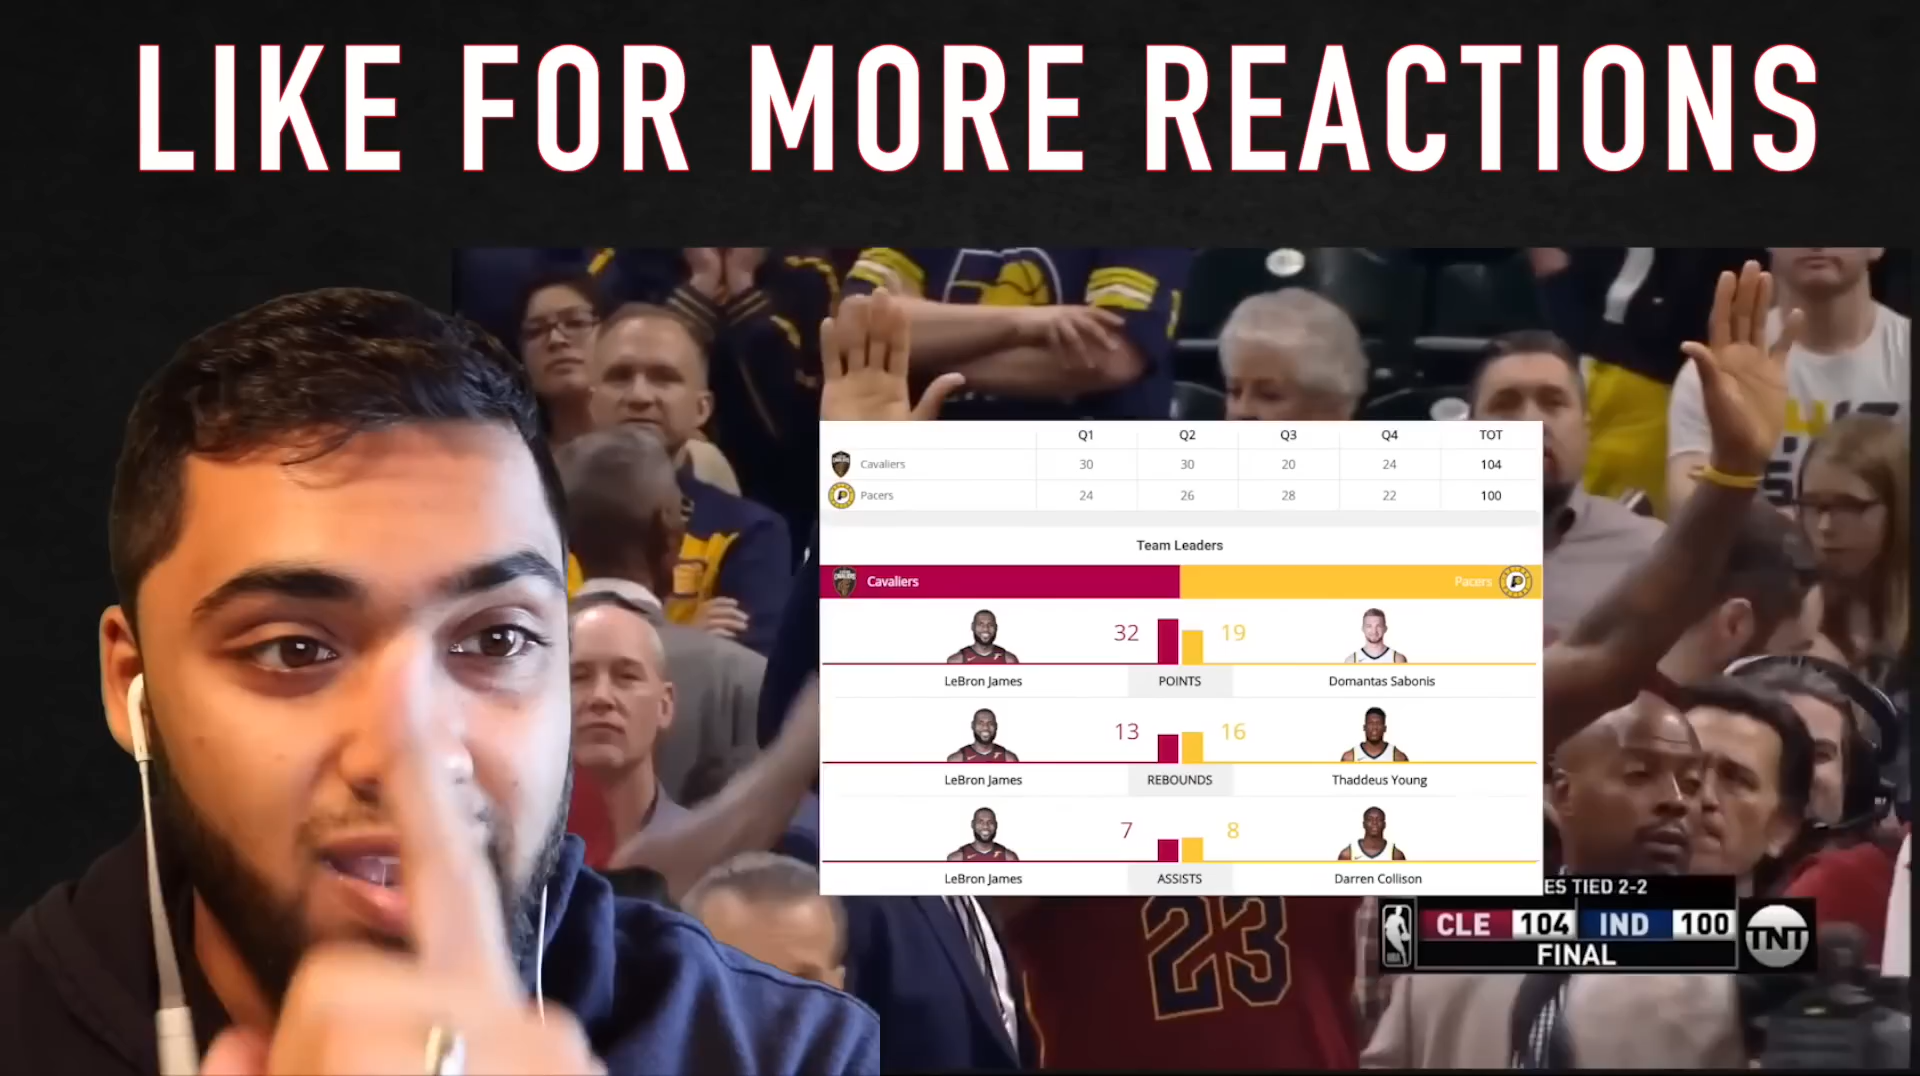 LIKE FOR MORE REACTIONS
Q1 Q2 Q3 Q4 TOT
Cavaliers 30 30 20 24 104
Pacers 24 26 28 22 100
Team Leaders
Cavaliers Pacers
32 19
LeBron James POINTS Domantas Sabonis
13 16
LeBron James REBOUNDS Thaddeus Young
7 8
LeBron James ASSISTS Darren Collison
ES TIED 2-2
CLE 104 IND 100 TNT
FINAL
23